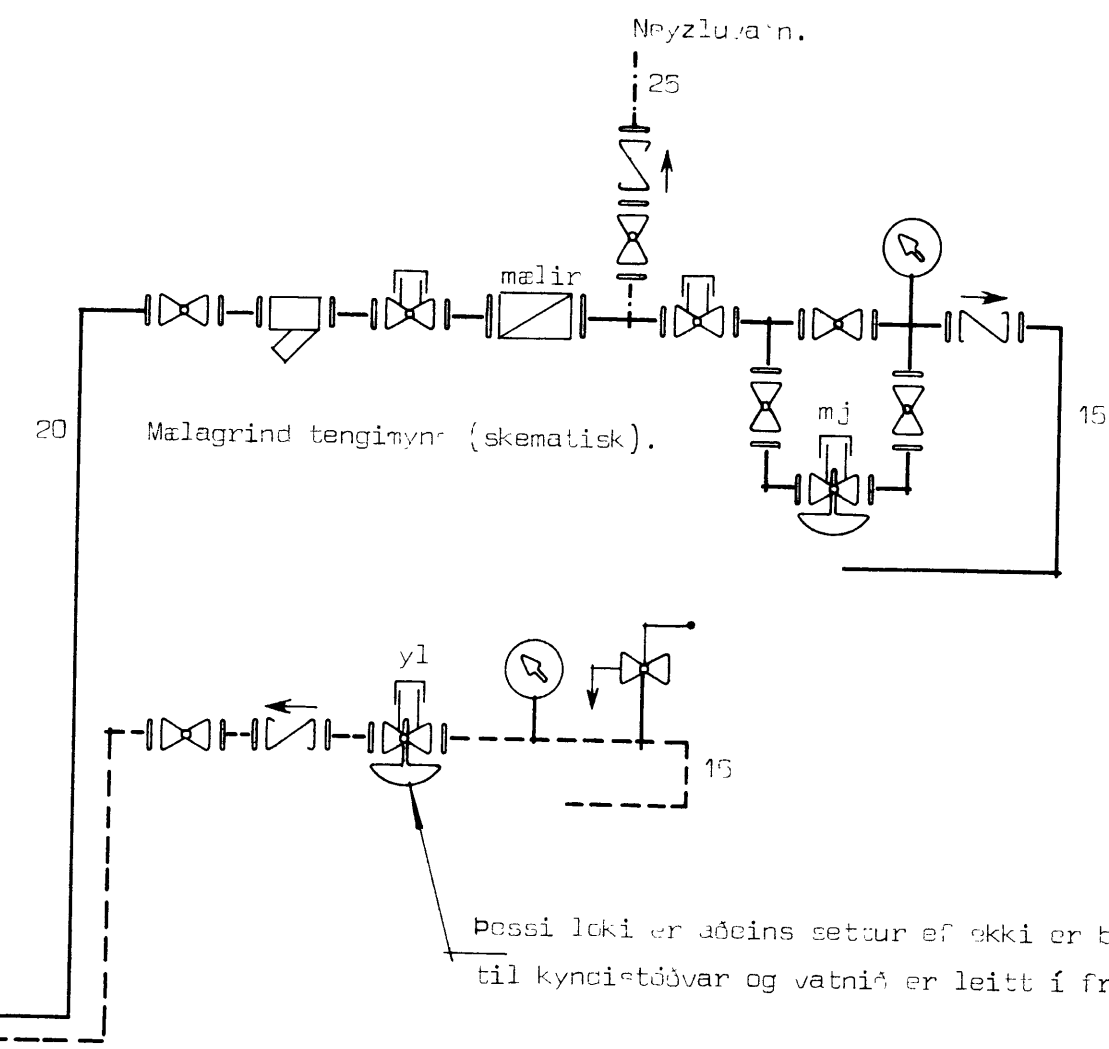 Neyzluvatn.
25
mælir
mj
20
15
Mælagrind tengimynd (skematisk).
yl
15
Þessi loki er aðeins settur ef ekki er
til kyndistöðvar og vatnið er leitt í